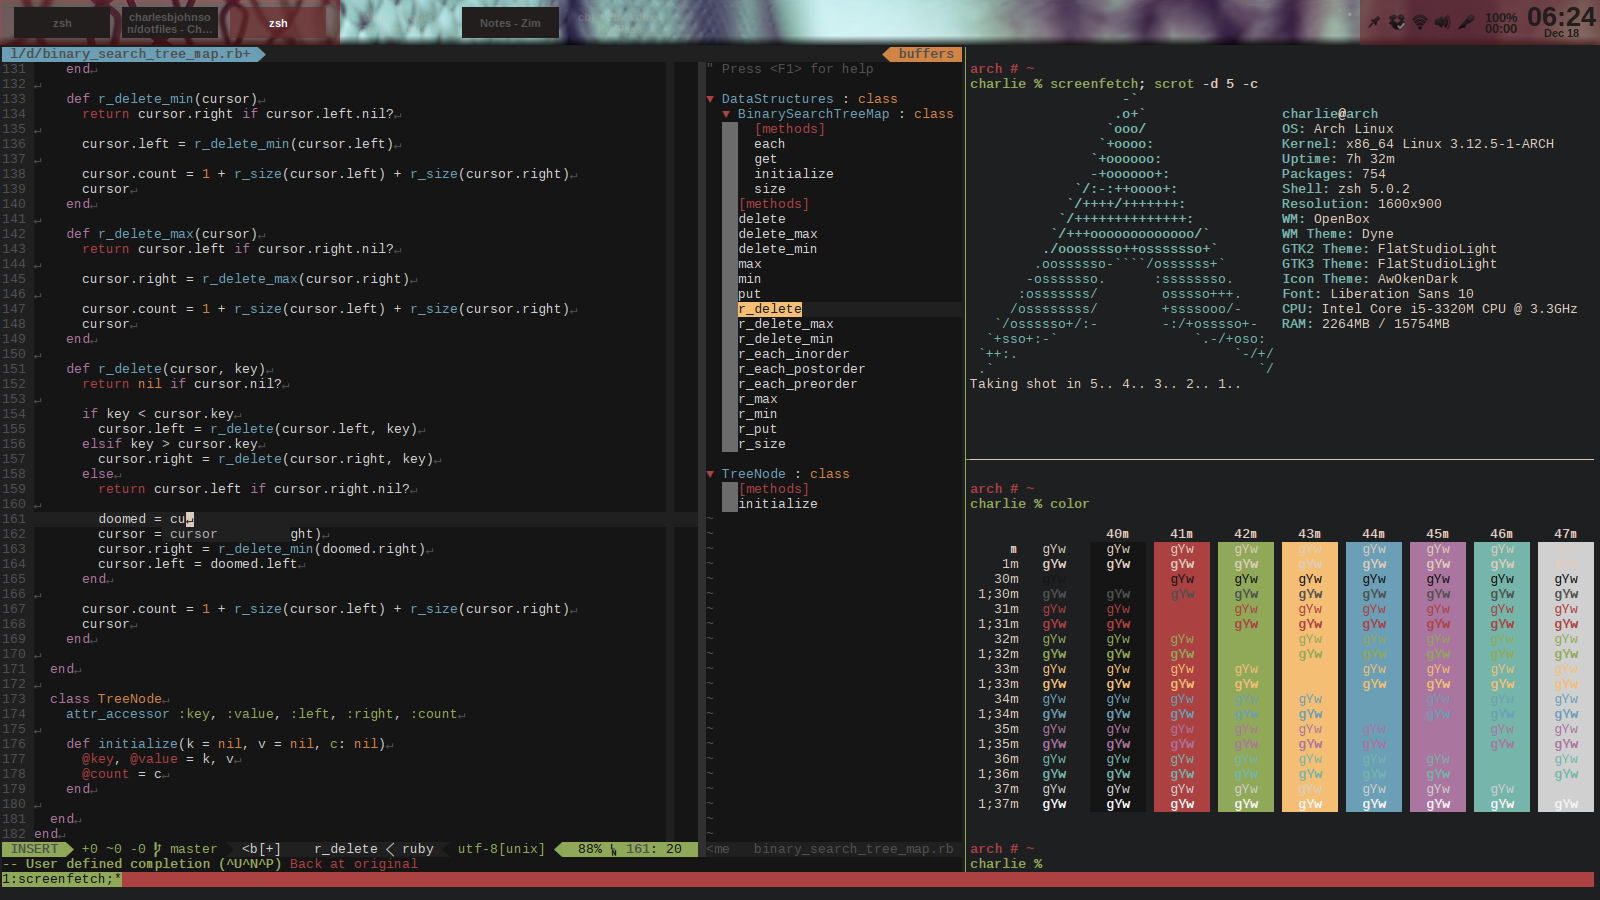 zsh
charlesbjohnso
n/dotfiles - Ch...
zsh
Notes - Zim
100%
00:00
06:24
Dec 18
l/d/binary_search_tree_map.rb+
buffers
131     end↵
132 ↵
133     def r_delete_min(cursor)↵
134       return cursor.right if cursor.left.nil?↵
135 ↵
136       cursor.left = r_delete_min(cursor.left)↵
137 ↵
138       cursor.count = 1 + r_size(cursor.left) + r_size(cursor.right)↵
139       cursor↵
140     end↵
141 ↵
142     def r_delete_max(cursor)↵
143       return cursor.left if cursor.right.nil?↵
144 ↵
145       cursor.right = r_delete_max(cursor.right)↵
146 ↵
147       cursor.count = 1 + r_size(cursor.left) + r_size(cursor.right)↵
148       cursor↵
149     end↵
150 ↵
151     def r_delete(cursor, key)↵
152       return nil if cursor.nil?↵
153 ↵
154       if key < cursor.key↵
155         cursor.left = r_delete(cursor.left, key)↵
156       elsif key > cursor.key↵
157         cursor.right = r_delete(cursor.right, key)↵
158       else↵
159         return cursor.left if cursor.right.nil?↵
160 ↵
161         doomed = cu↵
162         cursor = cursor         ght)↵
163         cursor.right = r_delete_min(doomed.right)↵
164         cursor.left = doomed.left↵
165       end↵
166 ↵
167       cursor.count = 1 + r_size(cursor.left) + r_size(cursor.right)↵
168       cursor↵
169     end↵
170 ↵
171   end↵
172 ↵
173   class TreeNode↵
174     attr_accessor :key, :value, :left, :right, :count↵
175 ↵
176     def initialize(k = nil, v = nil, c: nil)↵
177       @key, @value = k, v↵
178       @count = c↵
179     end↵
180 ↵
181   end↵
182 end↵
INSERT +0 ~0 -0 master <b[+] r_delete < ruby utf-8[unix] 88% 161: 20
-- User defined completion (^U^N^P) Back at original
1:screenfetch;*
" Press <F1> for help
▼ DataStructures : class
▼ BinarySearchTreeMap : class
[methods]
each
get
initialize
size
[methods]
delete
delete_max
delete_min
max
min
put
r_delete
r_delete_max
r_delete_min
r_each_inorder
r_each_postorder
r_each_preorder
r_max
r_min
r_put
r_size
▼ TreeNode : class
[methods]
initialize
<me binary_search_tree_map.rb
arch # ~
charlie % screenfetch; scrot -d 5 -c
-`
.o+`
`ooo/
`+oooo:
`+oooooo:
-+oooooo+:
`/:-:++oooo+:
`/++++/+++++++:
`/++++++++++++++:
`/+++ooooooooooooo/`
./ooosssso++osssssso+`
.oossssso-````/ossssss+`
-osssssso.      :ssssssso.
:osssssss/        osssso+++.
/ossssssss/        +ssssooo/-
`/ossssso+/:-        -:/+osssso+-
`+sso+:-`                 `.-/+oso:
`++:.                           `-/+/
.`                                 `/
charlie@arch
OS: Arch Linux
Kernel: x86_64 Linux 3.12.5-1-ARCH
Uptime: 7h 32m
Packages: 754
Shell: zsh 5.0.2
Resolution: 1600x900
WM: OpenBox
WM Theme: Dyne
GTK2 Theme: FlatStudioLight
GTK3 Theme: FlatStudioLight
Icon Theme: AwOkenDark
Font: Liberation Sans 10
CPU: Intel Core i5-3320M CPU @ 3.3GHz
RAM: 2264MB / 15754MB
Taking shot in 5.. 4.. 3.. 2.. 1..
arch # ~
charlie % color
40m 41m 42m 43m 44m 45m 46m 47m
m gYw gYw gYw gYw gYw gYw gYw gYw
1m gYw gYw gYw gYw gYw gYw gYw gYw
30m gYw gYw gYw gYw gYw gYw gYw gYw
1;30m gYw gYw gYw gYw gYw gYw gYw gYw gYw
31m gYw gYw gYw gYw gYw gYw gYw gYw
1;31m gYw gYw gYw gYw gYw gYw gYw gYw
32m gYw gYw gYw gYw gYw gYw gYw gYw
1;32m gYw gYw gYw gYw gYw gYw gYw gYw
33m gYw gYw gYw gYw gYw gYw gYw gYw
1;33m gYw gYw gYw gYw gYw gYw gYw gYw
34m gYw gYw gYw gYw gYw gYw gYw gYw
1;34m gYw gYw gYw gYw gYw gYw gYw gYw
35m gYw gYw gYw gYw gYw gYw gYw gYw
1;35m gYw gYw gYw gYw gYw gYw gYw gYw
36m gYw gYw gYw gYw gYw gYw gYw gYw
1;36m gYw gYw gYw gYw gYw gYw gYw gYw
37m gYw gYw gYw gYw gYw gYw gYw gYw
1;37m gYw gYw gYw gYw gYw gYw gYw gYw gYw
arch # ~
charlie %